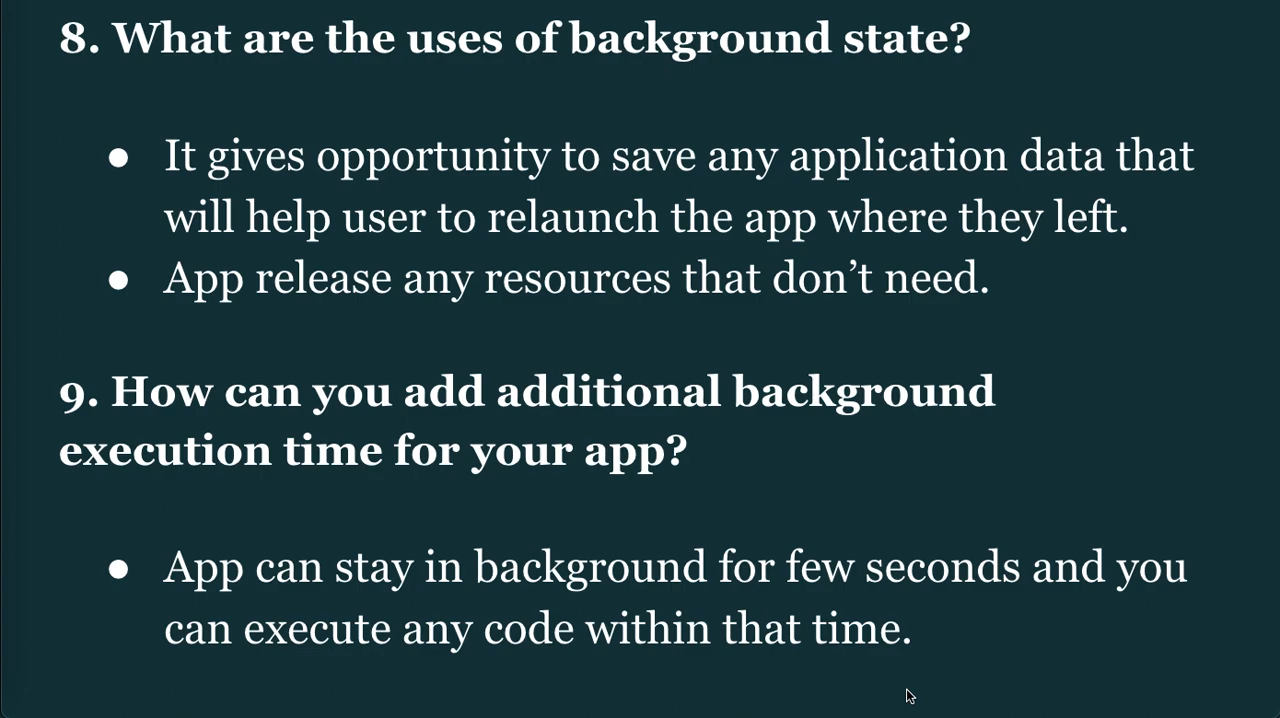 8. What are the uses of background state?
● It gives opportunity to save any application data that
will help user to relaunch the app where they left.
● App release any resources that don’t need.
9. How can you add additional background
execution time for your app?
● App can stay in background for few seconds and you
can execute any code within that time.